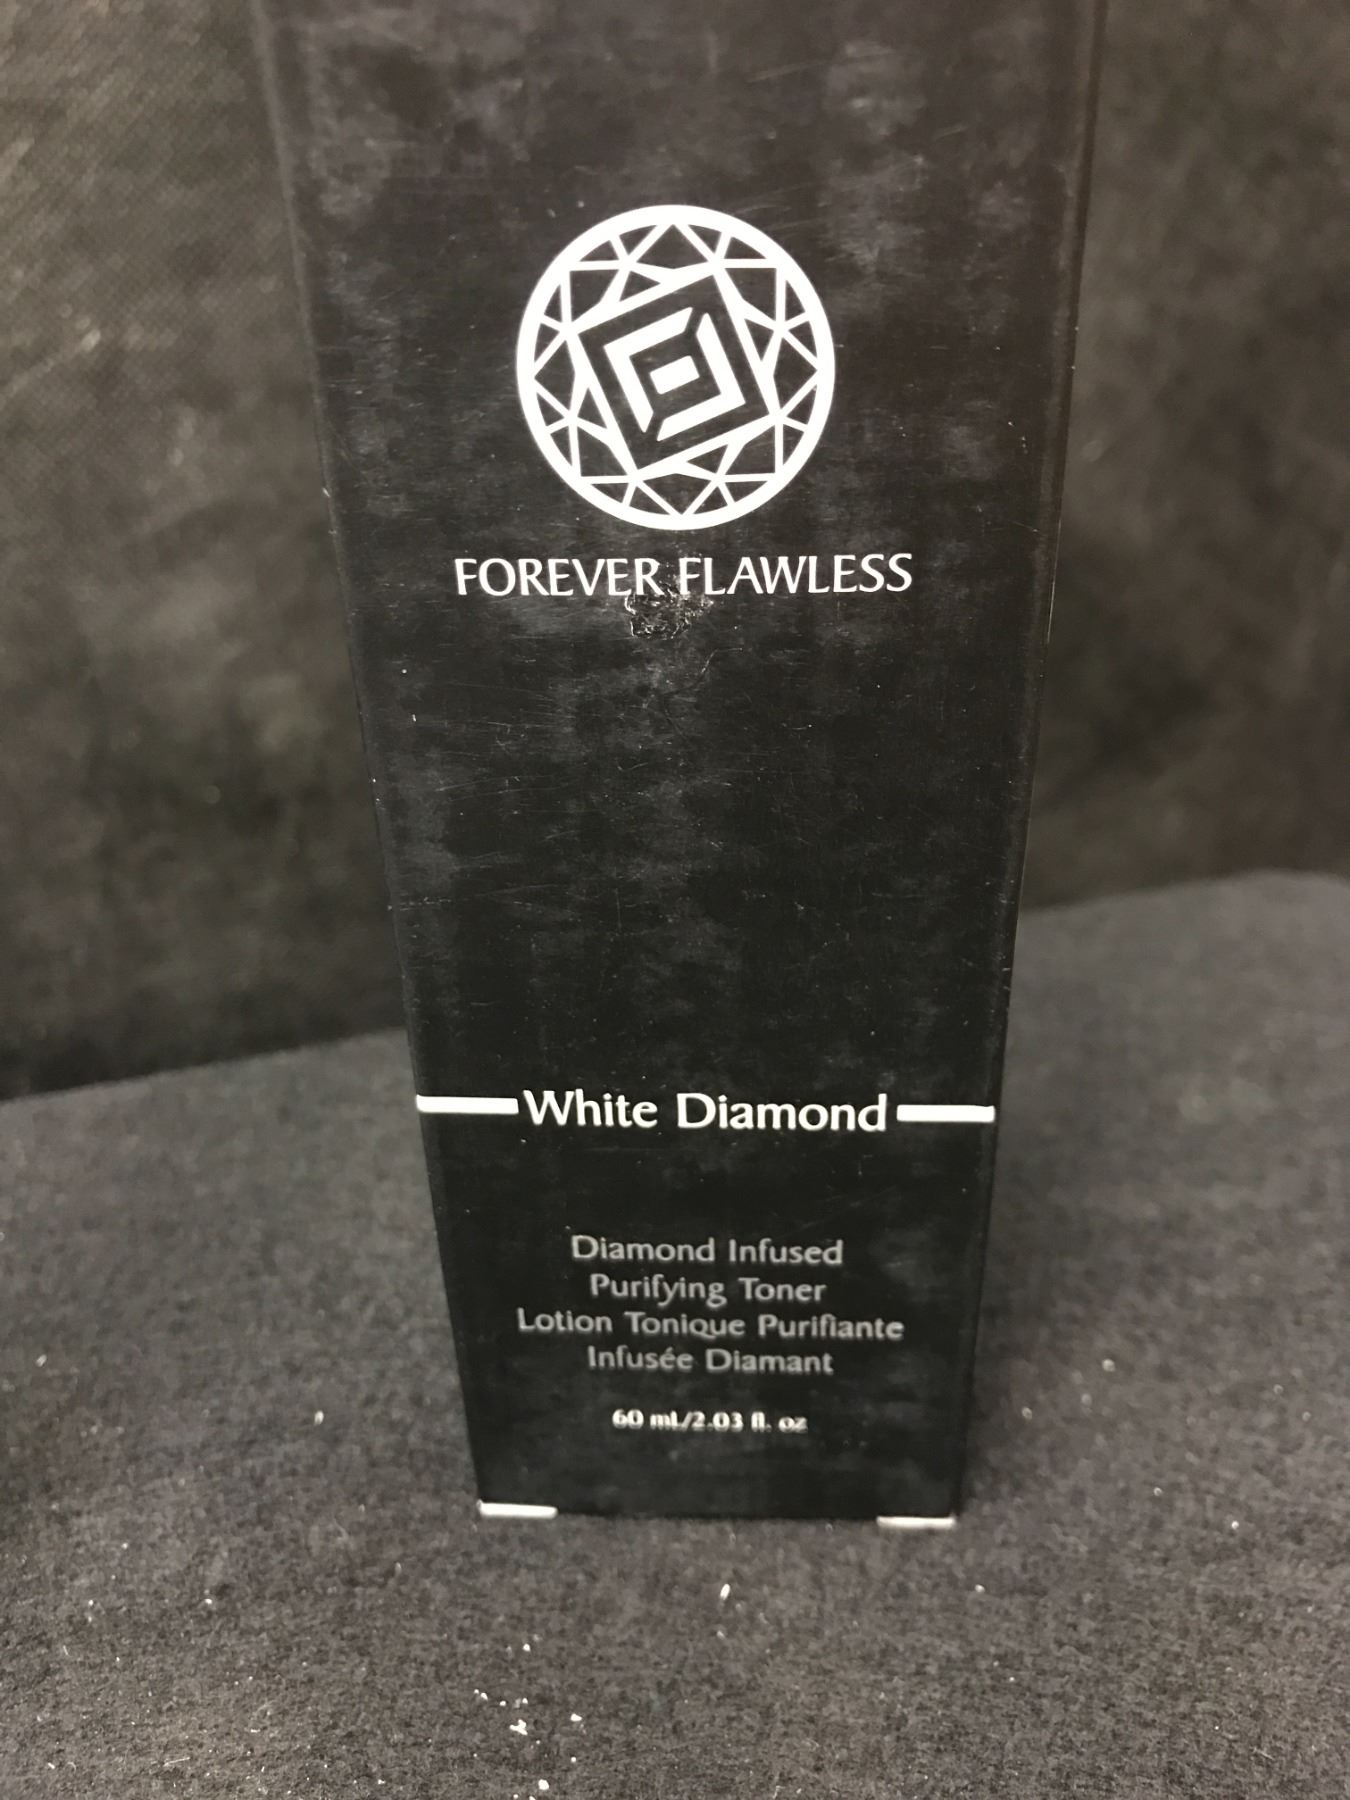 FOREVER FLAWLESS
White Diamond
Diamond Infused
Purifying Toner
Lotion Tonique Purifiante
Infusée Diamant
60 mL/2.03 fl. oz